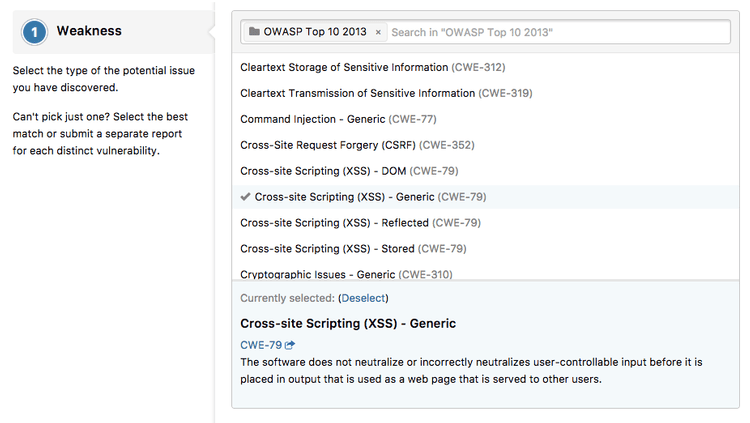 1 Weakness
Select the type of the potential issue
you have discovered.
Can't pick just one? Select the best
match or submit a separate report
for each distinct vulnerability.
OWASP Top 10 2013 × Search in "OWASP Top 10 2013"
Cleartext Storage of Sensitive Information (CWE-312)
Cleartext Transmission of Sensitive Information (CWE-319)
Command Injection - Generic (CWE-77)
Cross-Site Request Forgery (CSRF) (CWE-352)
Cross-site Scripting (XSS) - DOM (CWE-79)
Cross-site Scripting (XSS) - Generic (CWE-79)
Cross-site Scripting (XSS) - Reflected (CWE-79)
Cross-site Scripting (XSS) - Stored (CWE-79)
Cryptographic Issues - Generic (CWE-310)
Currently selected: (Deselect)
Cross-site Scripting (XSS) - Generic
CWE-79
The software does not neutralize or incorrectly neutralizes user-controllable input before it is
placed in output that is used as a web page that is served to other users.